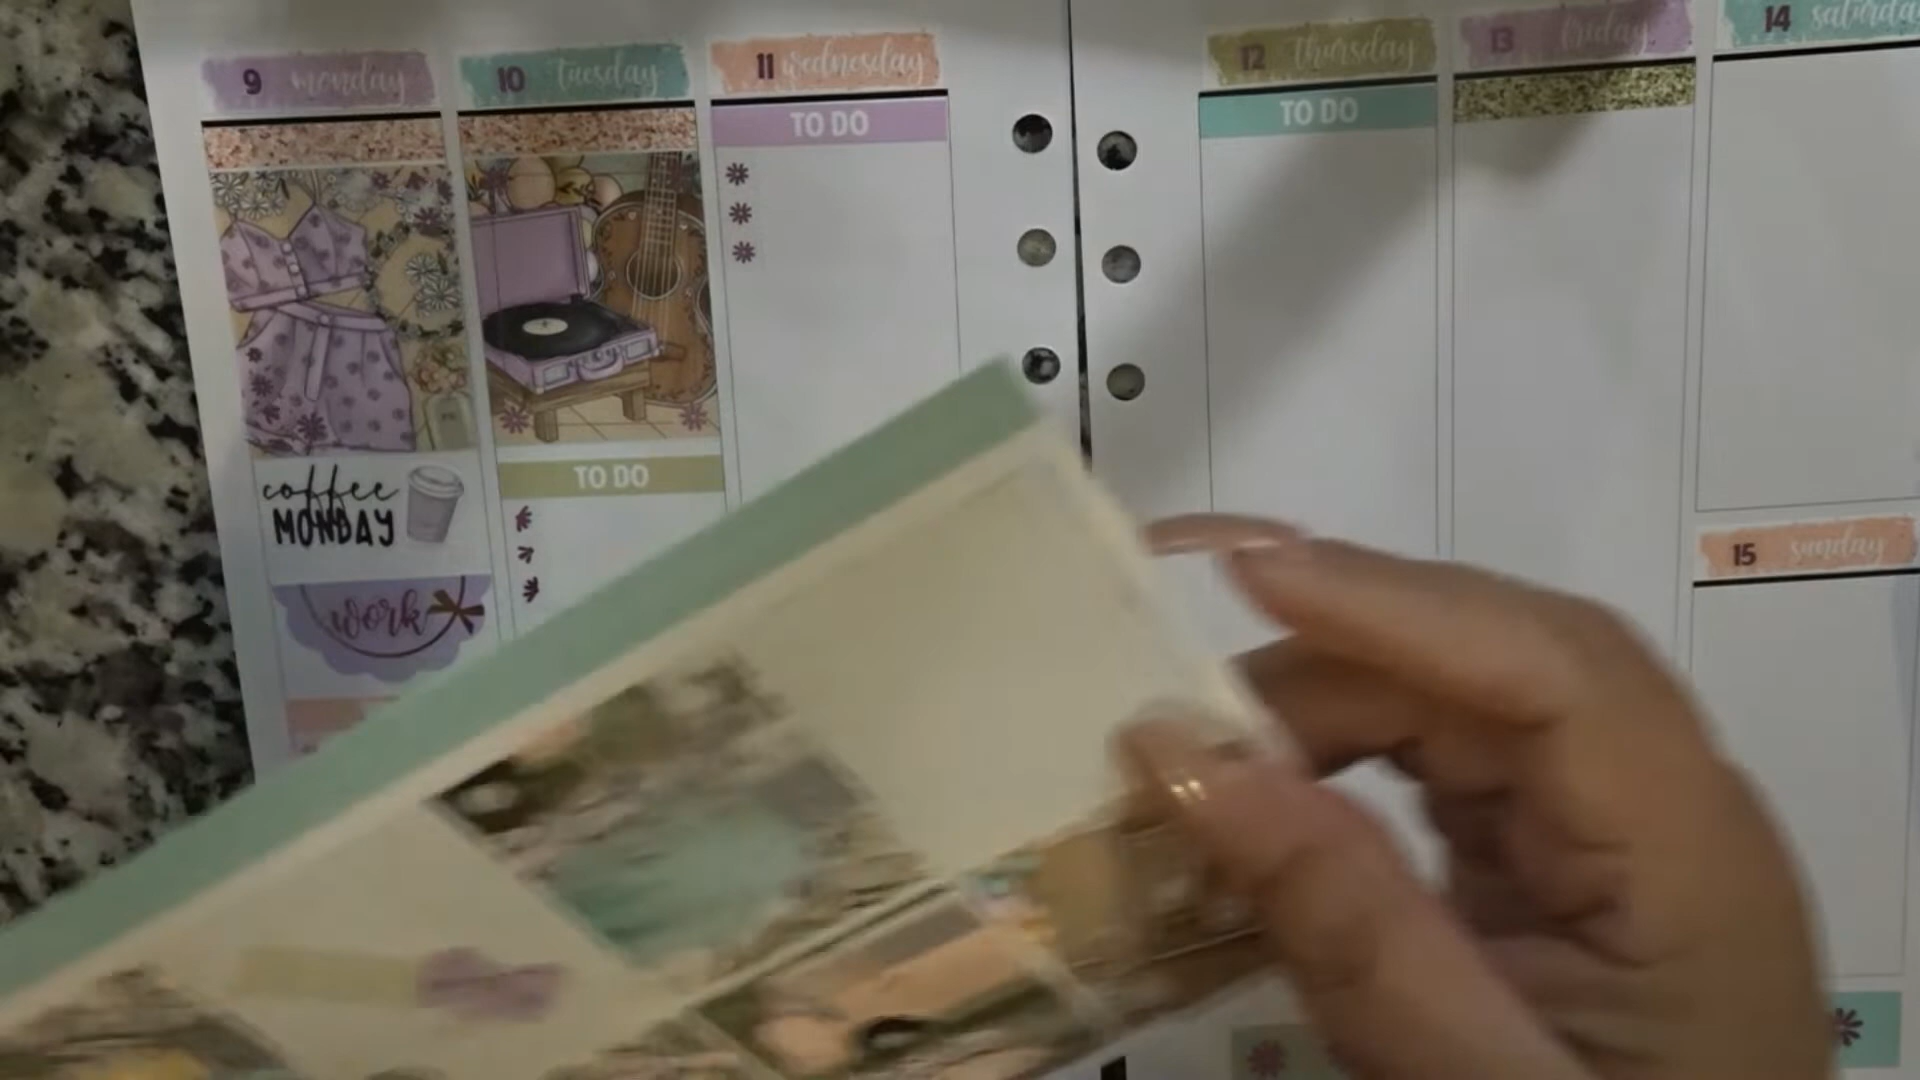 9 monday
10 tuesday
11 wednesday
12 thursday
13 friday
14 saturday
TO DO
TO DO
coffee
MONDAY
TO DO
work
15 sunday